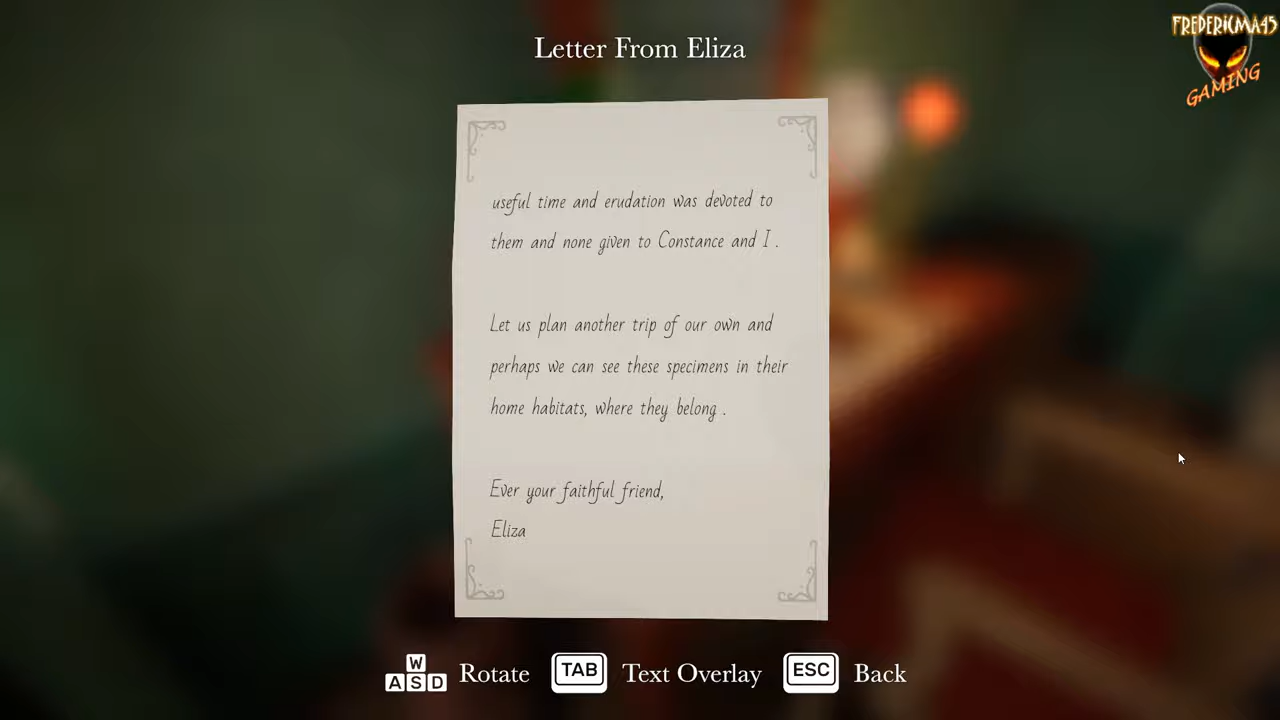 FREDERICMA45
GAMING
Letter From Eliza
useful time and erudation was devoted to
them and none given to Constance and I .
Let us plan another trip of our own and
perhaps we can see these specimens in their
home habitats, where they belong .
Ever your faithful friend,
Eliza
W
A S D Rotate TAB Text Overlay ESC Back